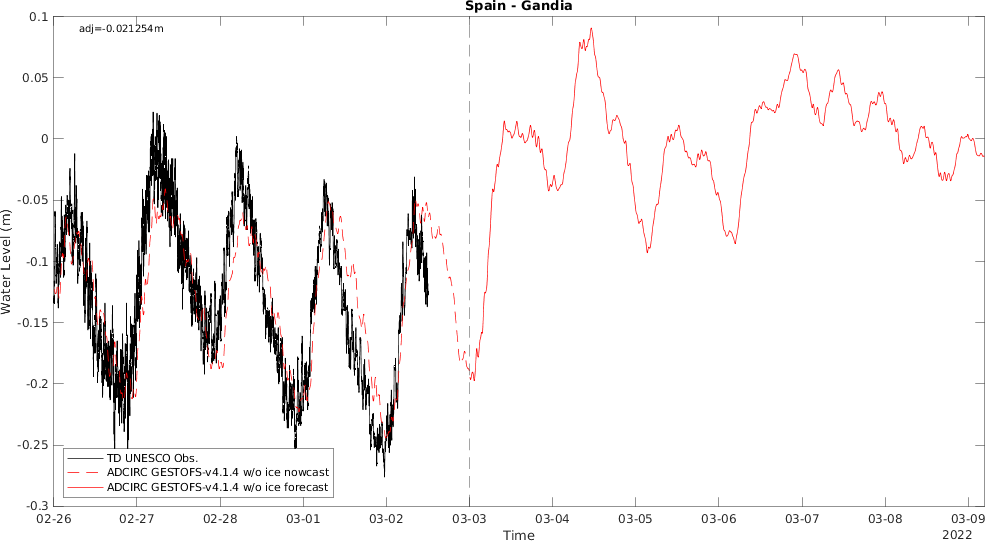 Spain - Gandia
adj=-0.021254m
0.1
0.05
0
-0.05
-0.1
-0.15
-0.2
-0.25
-0.3
Water Level (m)
TD UNESCO Obs.
ADCIRC GESTOFS-v4.1.4 w/o ice nowcast
ADCIRC GESTOFS-v4.1.4 w/o ice forecast
02-26 02-27 02-28 03-01 03-02 03-03 03-04 03-05 03-06 03-07 03-08 03-09
Time
2022